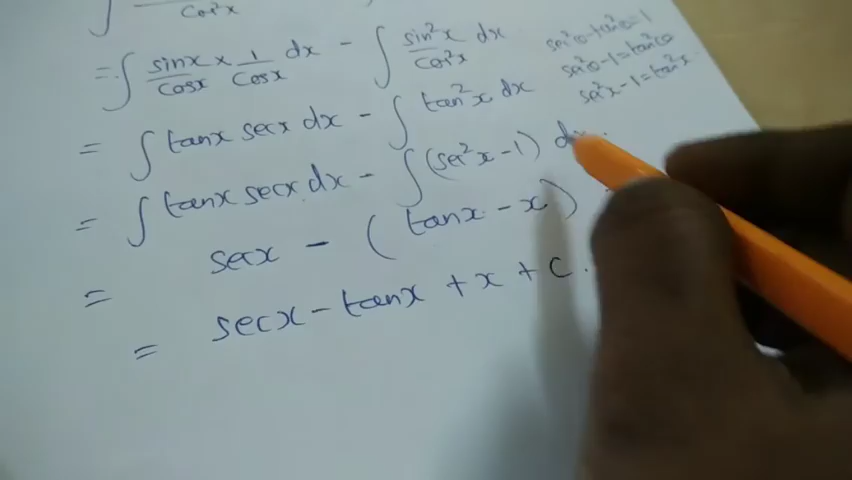 ∫ cos²x
= ∫ sinx/cosx × 1/cosx dx − ∫ sin²x/cos²x dx
sec²θ − tan²θ = 1
sec²θ − 1 = tan²θ
sec²x − 1 = tan²x
= ∫ tanx secx dx − ∫ tan²x dx
= ∫ tanx secx dx − ∫ (sec²x − 1) dx.
= secx − (tanx − x)
= secx − tanx + x + c.